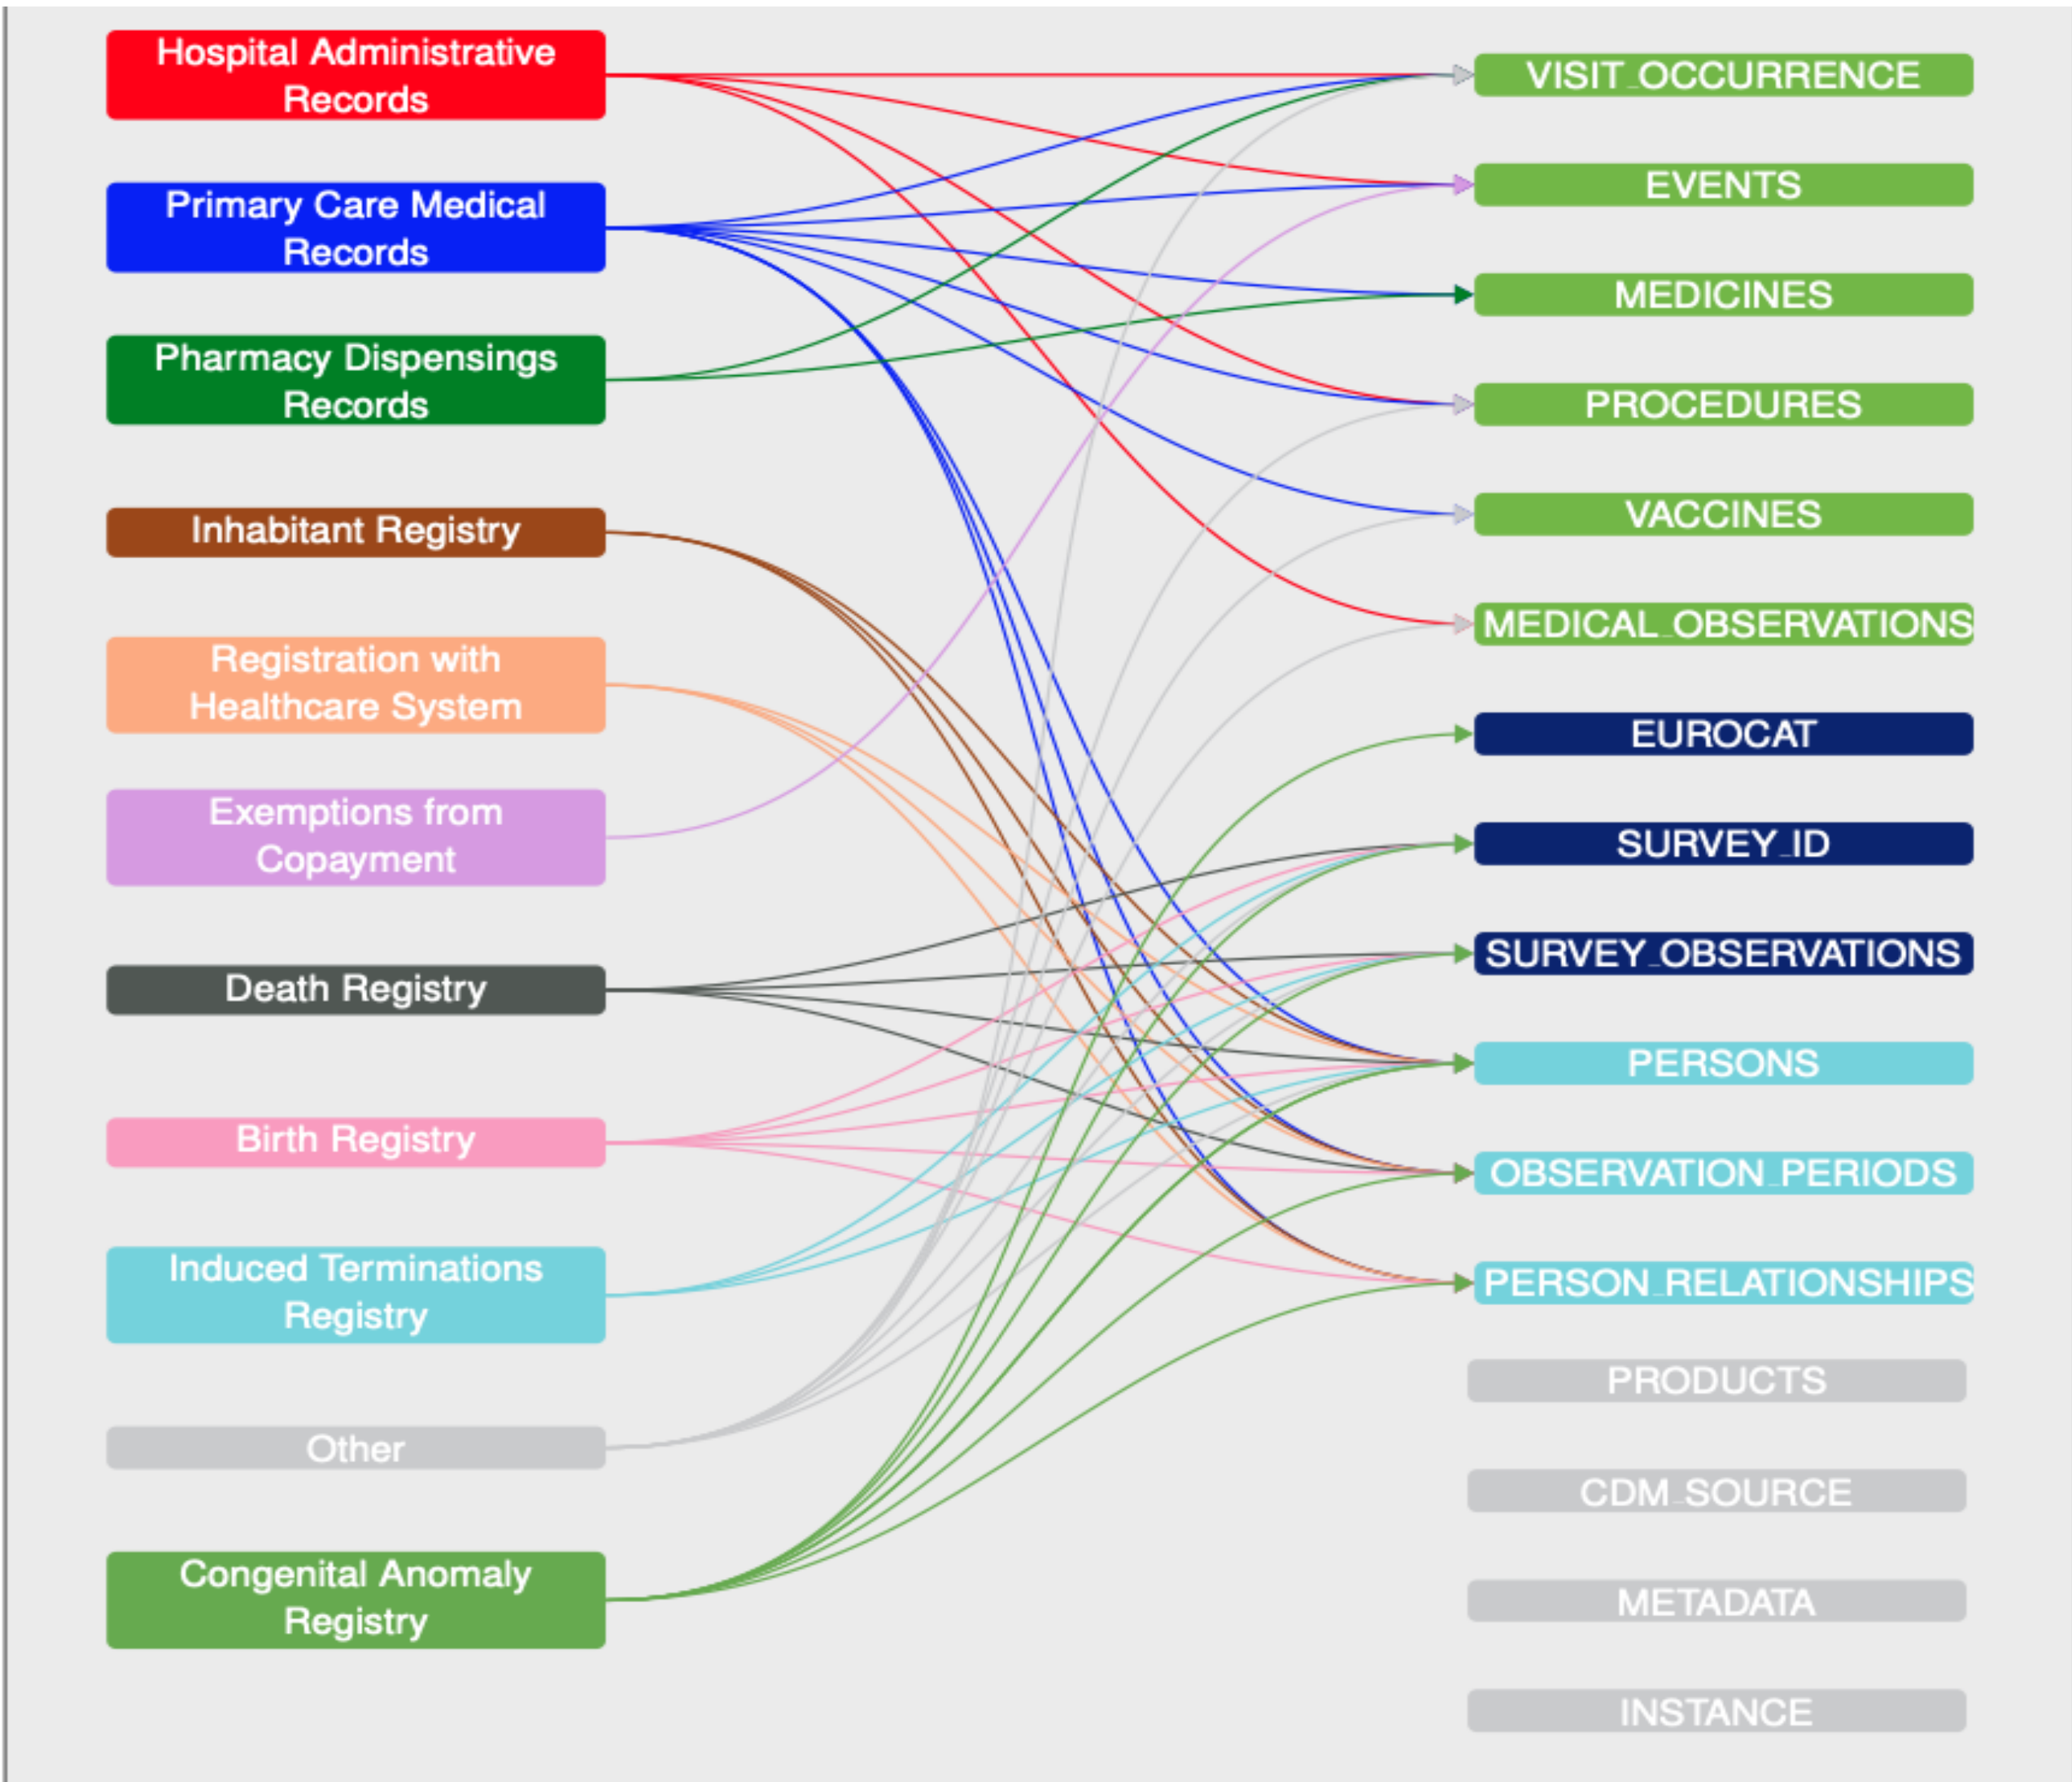 Hospital Administrative
Records
Primary Care Medical
Records
Pharmacy Dispensings
Records
Inhabitant Registry
Registration with
Healthcare System
Exemptions from
Copayment
Death Registry
Birth Registry
Induced Terminations
Registry
Other
Congenital Anomaly
Registry
VISIT_OCCURRENCE
EVENTS
MEDICINES
PROCEDURES
VACCINES
MEDICAL_OBSERVATIONS
EUROCAT
SURVEY_ID
SURVEY_OBSERVATIONS
PERSONS
OBSERVATION_PERIODS
PERSON_RELATIONSHIPS
PRODUCTS
CDM_SOURCE
METADATA
INSTANCE